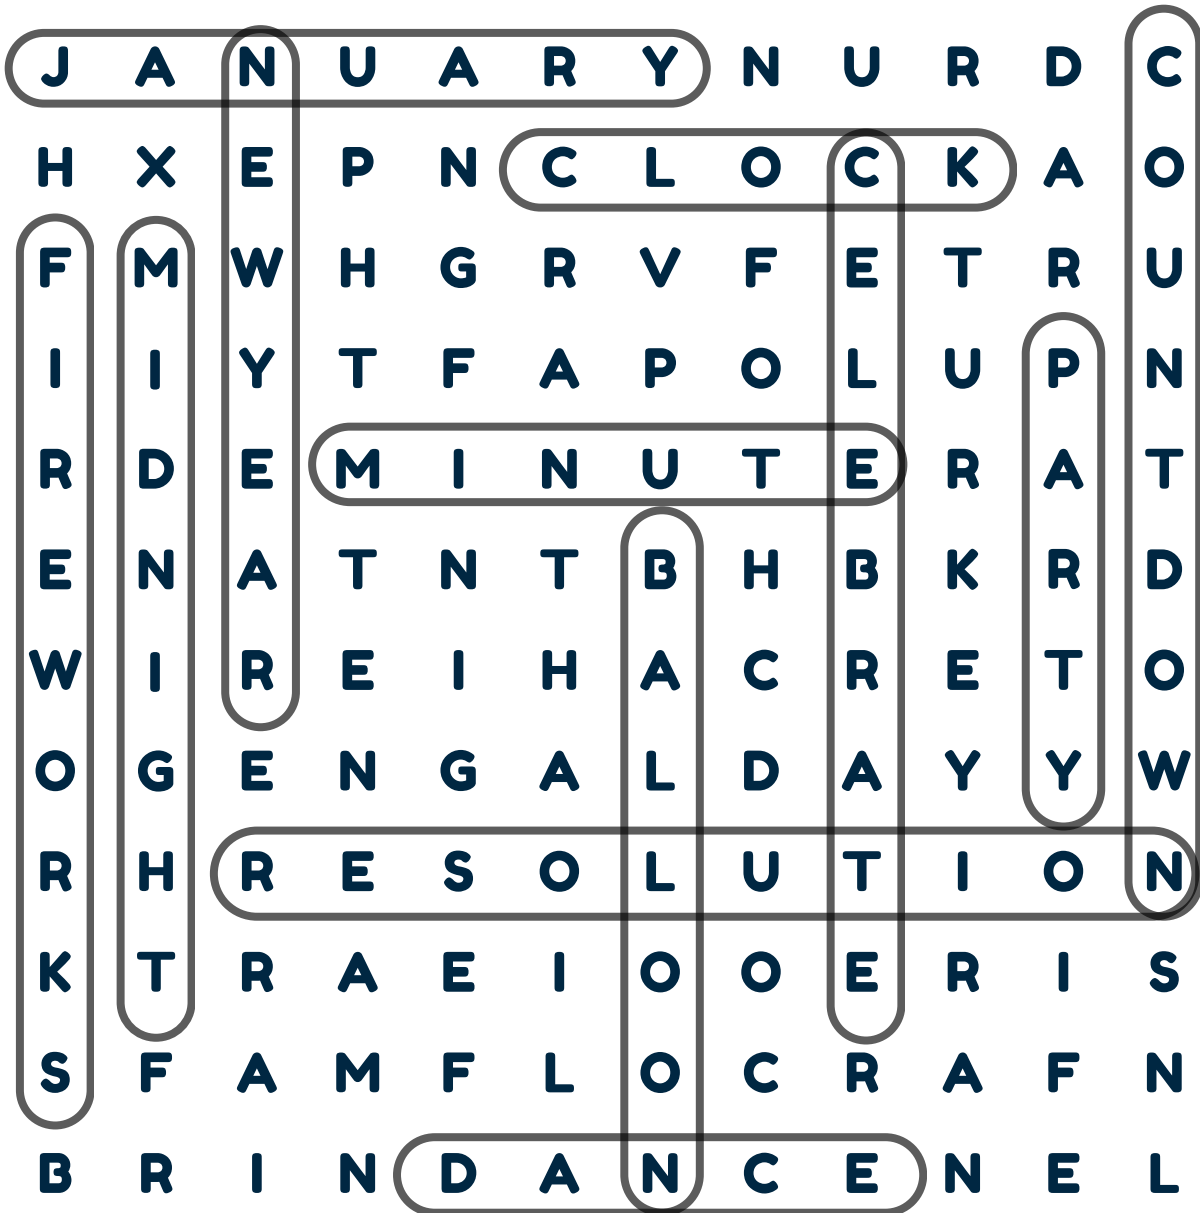 J A N U A R Y N U R D C
H X E P N C L O C K A O
F M W H G R V F E T R U
I I Y T F A P O L U P N
R D E M I N U T E R A T
E N A T N T B H B K R D
W I R E I H A C R E T O
O G E N G A L D A Y Y W
R H R E S O L U T I O N
K T R A E I O O E R I S
S F A M F L O C R A F N
B R I N D A N C E N E L